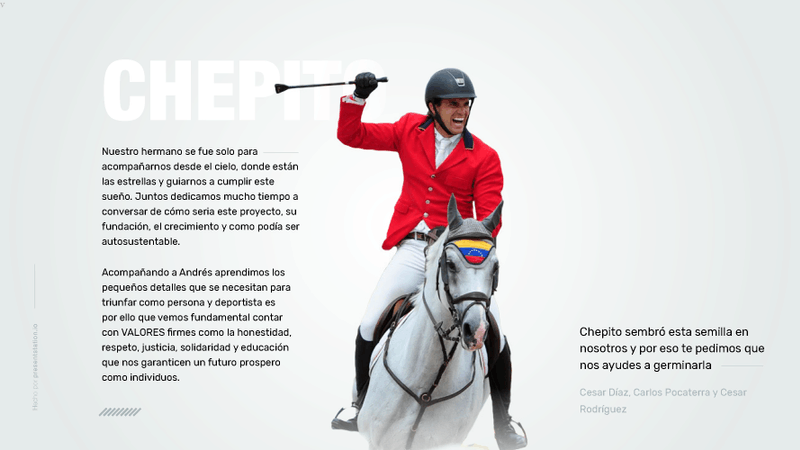 CHEPITO
Nuestro hermano se fue solo para
acompañarnos desde el cielo, donde están
las estrellas y guiarnos a cumplir este
sueño. Juntos dedicamos mucho tiempo a
conversar de cómo seria este proyecto, su
fundación, el crecimiento y como podía ser
autosustentable.
Acompañando a Andrés aprendimos los
pequeños detalles que se necesitan para
triunfar como persona y deportista es
por ello que vemos fundamental contar
con VALORES firmes como la honestidad,
respeto, justicia, solidaridad y educación
que nos garanticen un futuro prospero
como individuos.
Chepito sembró esta semilla en
nosotros y por eso te pedimos que
nos ayudes a germinarla
Cesar Díaz, Carlos Pocaterra y Cesar
Rodríguez